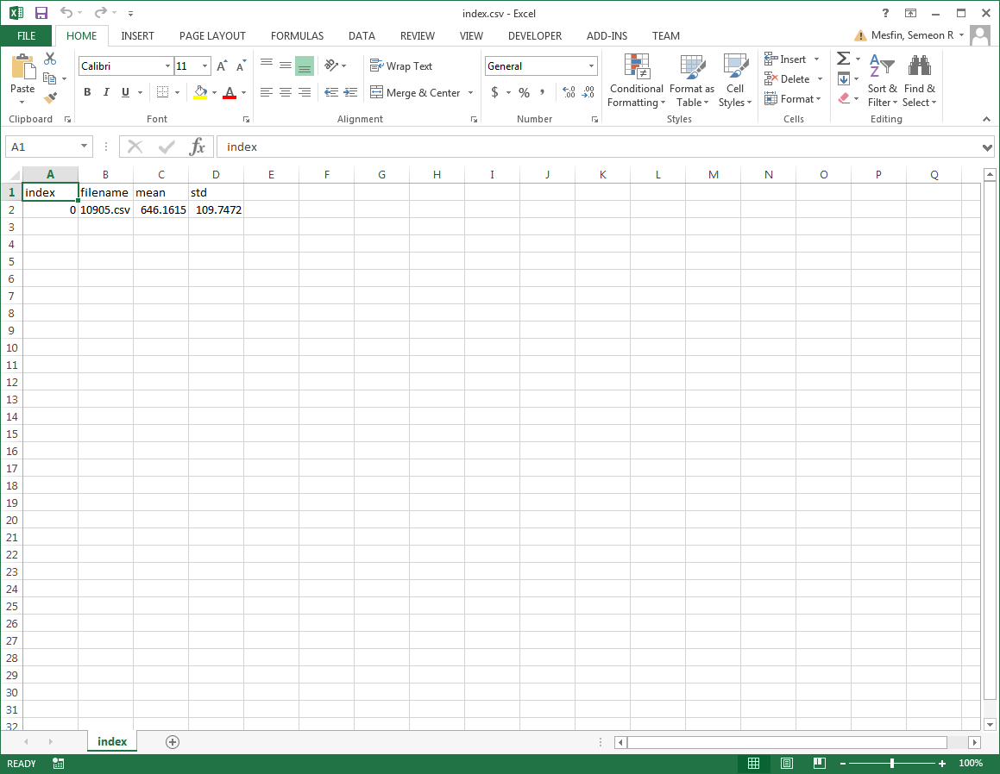 index.csv - Excel
FILE HOME INSERT PAGE LAYOUT FORMULAS DATA REVIEW VIEW DEVELOPER ADD-INS TEAM Mesfin, Semeon R
Paste
Calibri 11
B I U A
Wrap Text
Merge & Center
General
$ % ,
Conditional Formatting
Format as Table
Cell Styles
Insert
Delete
Format
Sort & Filter
Find & Select
Clipboard Font Alignment Number Styles Cells Editing
A1 fx index
A B C D E F G H I J K L M N O P Q
1 index filename mean std
2 0 10905.csv 646.1615 109.7472
3
4
5
6
7
8
9
10
11
12
13
14
15
16
17
18
19
20
21
22
23
24
25
26
27
28
29
30
31
32
index
READY 100%